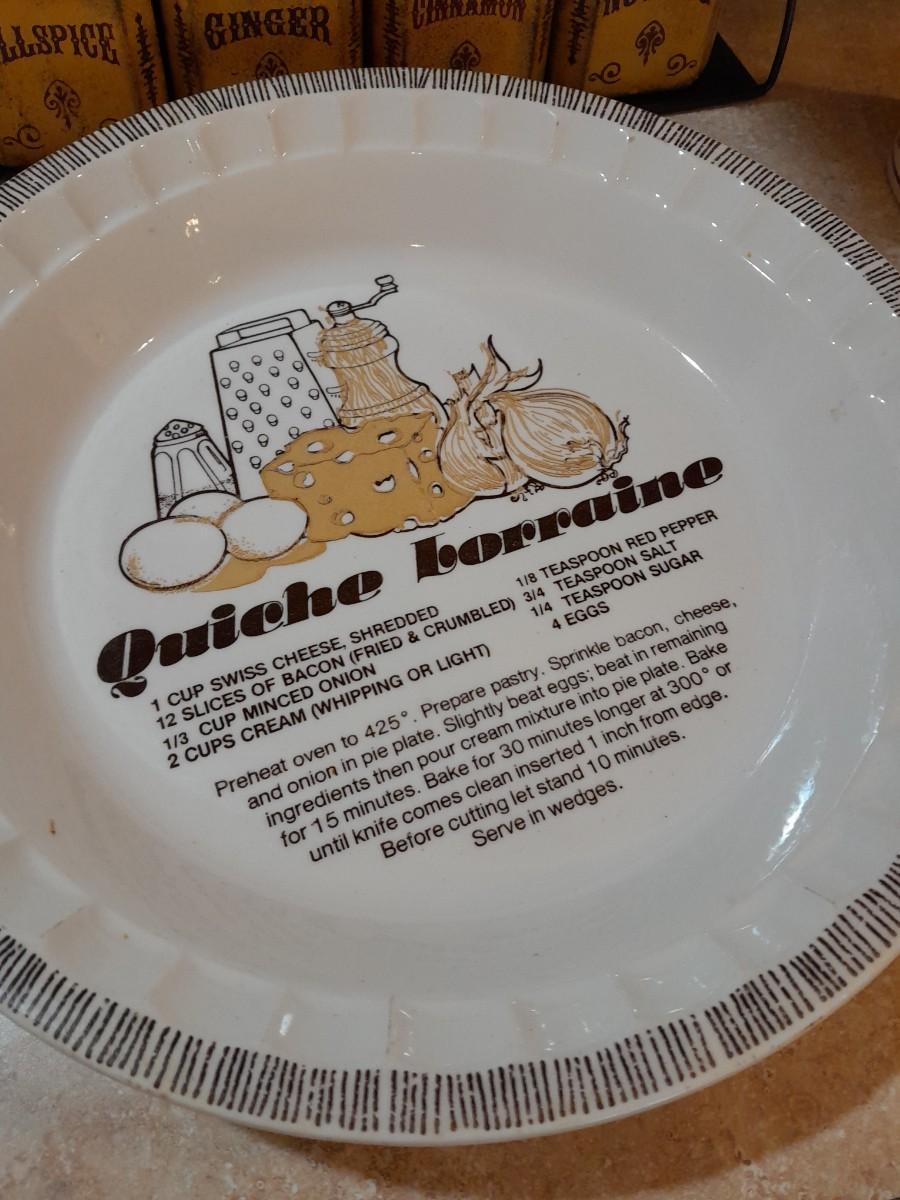 GINGER
CINNAMON
Quiche Lorraine
1 CUP SWISS CHEESE, SHREDDED
12 SLICES OF BACON (FRIED & CRUMBLED)
1/3 CUP MINCED ONION
2 CUPS CREAM (WHIPPING OR LIGHT)
1/8 TEASPOON RED PEPPER
3/4 TEASPOON SALT
1/4 TEASPOON SUGAR
4 EGGS
Preheat oven to 425°. Prepare pastry. Sprinkle bacon, cheese,
and onion in pie plate. Slightly beat eggs; beat in remaining
ingredients then pour cream mixture into pie plate. Bake
for 15 minutes. Bake for 30 minutes longer at 300° or
until knife comes clean inserted 1 inch from edge.
Before cutting let stand 10 minutes.
Serve in wedges.